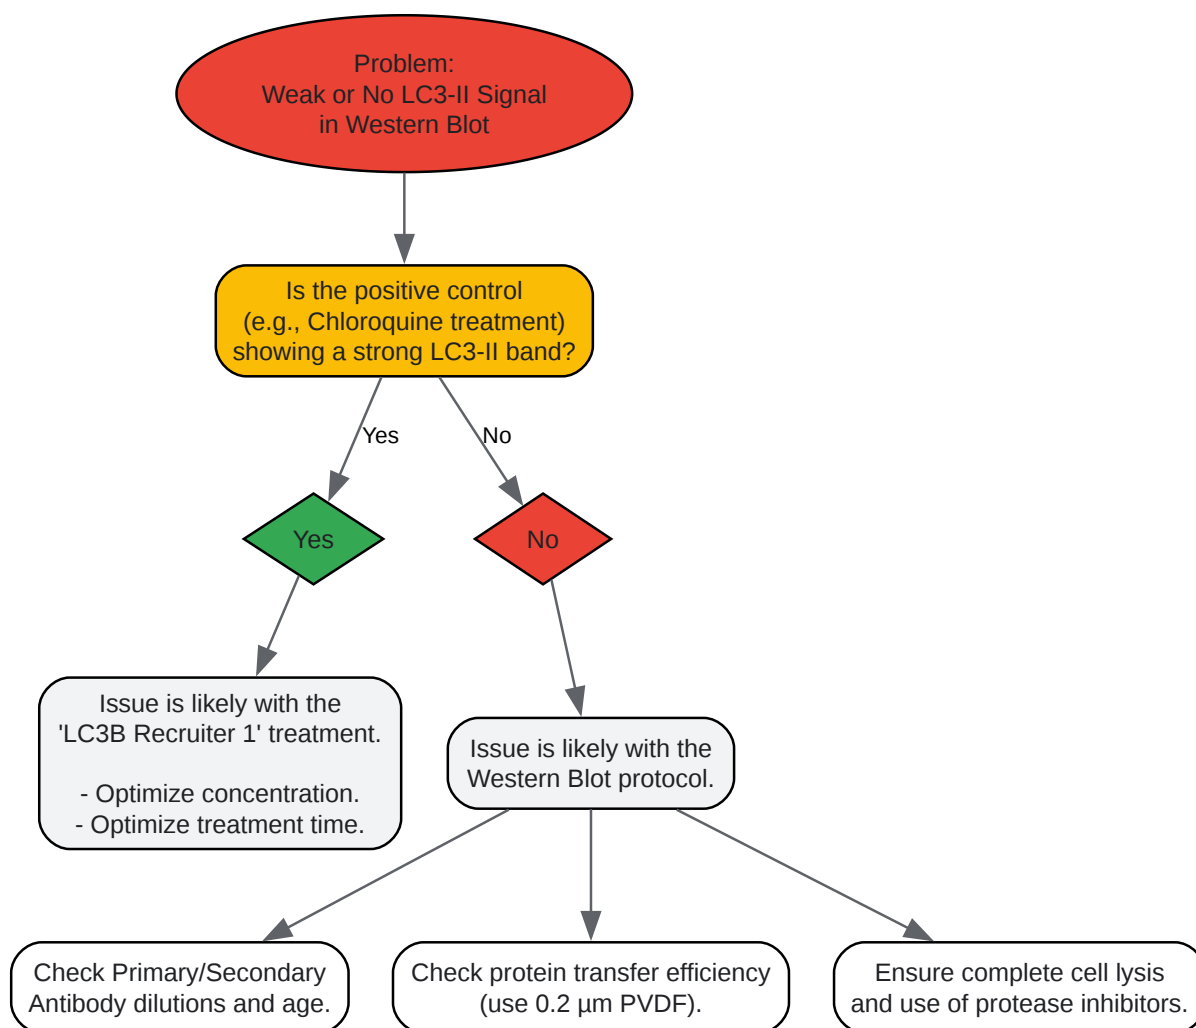 Problem:
Weak or No LC3-II Signal
in Western Blot
Is the positive control
(e.g., Chloroquine treatment)
showing a strong LC3-II band?
Yes
No
Yes
No
Issue is likely with the
'LC3B Recruiter 1' treatment.
- Optimize concentration.
- Optimize treatment time.
Issue is likely with the
Western Blot protocol.
Check Primary/Secondary
Antibody dilutions and age.
Check protein transfer efficiency
(use 0.2 µm PVDF).
Ensure complete cell lysis
and use of protease inhibitors.